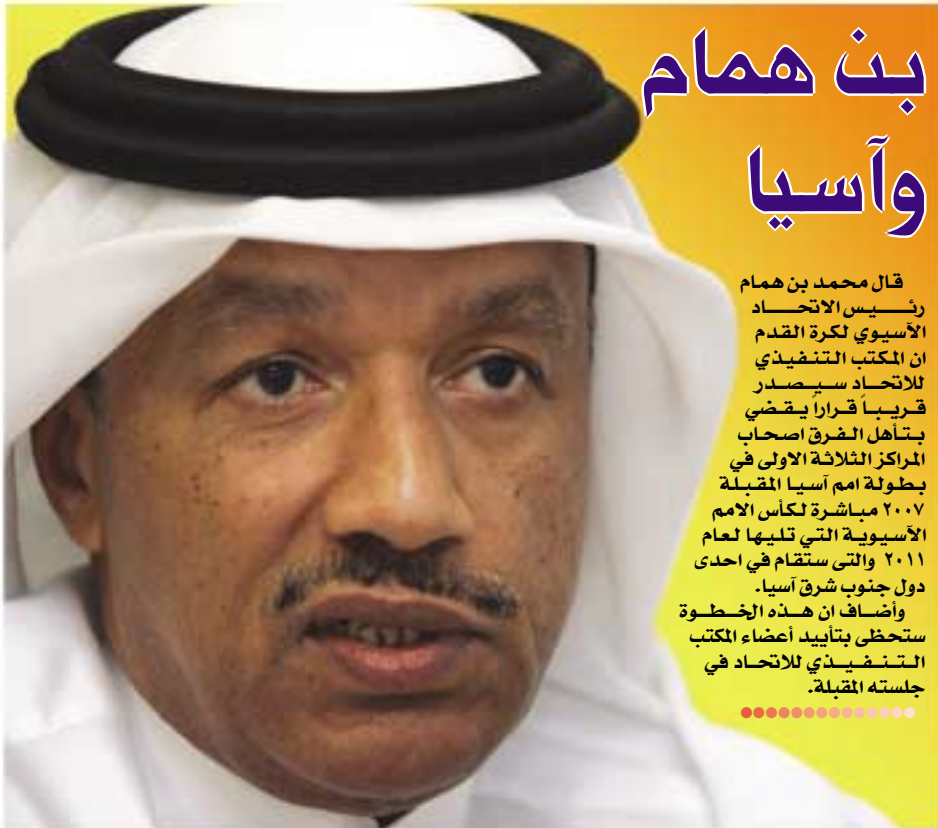 بن همام
وآسيا
قال محمد بن همام
رئيس الاتحاد
الآسيوي لكرة القدم
ان المكتب التنفيذي
للاتحاد سيصدر
قريباً قراراً يقضي
بتأهل الفرق اصحاب
المراكز الثلاثة الاولى في
بطولة امم آسيا المقبلة
٢٠٠٧ مباشرة لكأس الامم
الآسيوية التي تليها لعام
٢٠١١ والتى ستقام في احدى
دول جنوب شرق آسيا.
وأضاف ان هذه الخطوة
ستحظى بتأييد أعضاء المكتب
التنفيذي للاتحاد في
جلسته المقبلة.